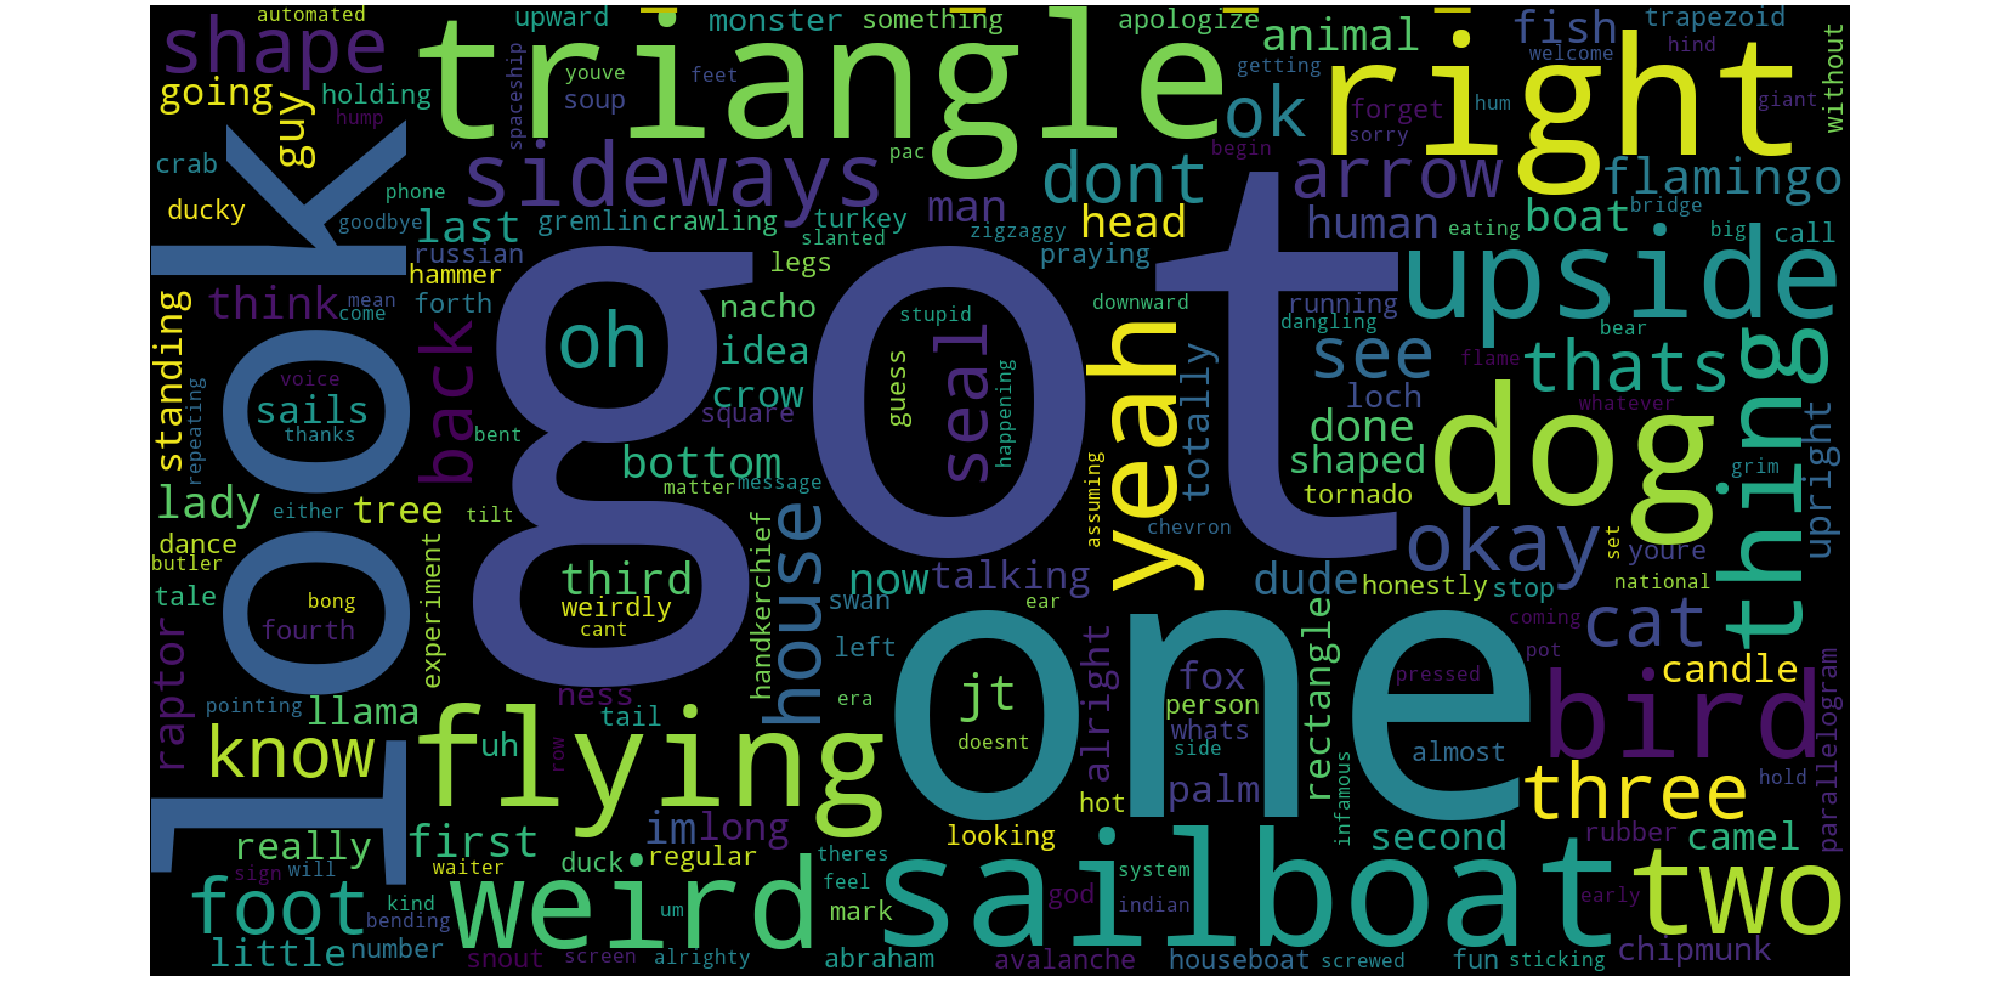 automated
upward
monster
something
apologize
fish
trapezoid
shape
triangle
animal
welcome
hind
right
youve
feet
getting
going
holding
soup
spaceship
ok
forget
hum
giant
without
guy
hump
sorry
look
crab
sideways
pac
begin
dont
arrow
flamingo
phone
ducky
goodbye
last
gremlin
crawling
turkey
man
head
human
boat
bridge
slanted
zigzaggy
eating
big
call
russian
hammer
legs
praying
got
upside
think
mean
come
forth
nacho
downward
running
dangling
bear
standing
back
oh
idea
stupid
see
thats
thing
flame
voice
sails
thanks
repeating
crow
square
guess
seal
happening
yeah
totally
loch
whatever
dog
done
bent
bottom
shaped
grim
matter
message
assuming
tornado
upright
lady
either
tree
tilt
house
chevron
okay
set
youre
dance
butler
experiment
handkerchief
third
now
talking
dude
honestly
stop
national
tale
bong
weirdly
cant
swan
ear
one
rectangle
coming
cat
fourth
left
alright
pot
raptor
fox
pressed
candle
parallelogram
pointing
llama
ness
tail
era
jt
person
bird
know
flying
uh
row
doesnt
whats
side
almost
infamous
palm
three
hold
hot
really
first
im
long
looking
second
rubber
camel
sign
will
waiter
duck
regular
theres
feel
sailboat
system
foot
weird
kind
bending
um
mark
god
indian
early
two
little
number
snout
screen
alrighty
abraham
avalanche
houseboat
screwed
fun
sticking
chipmunk